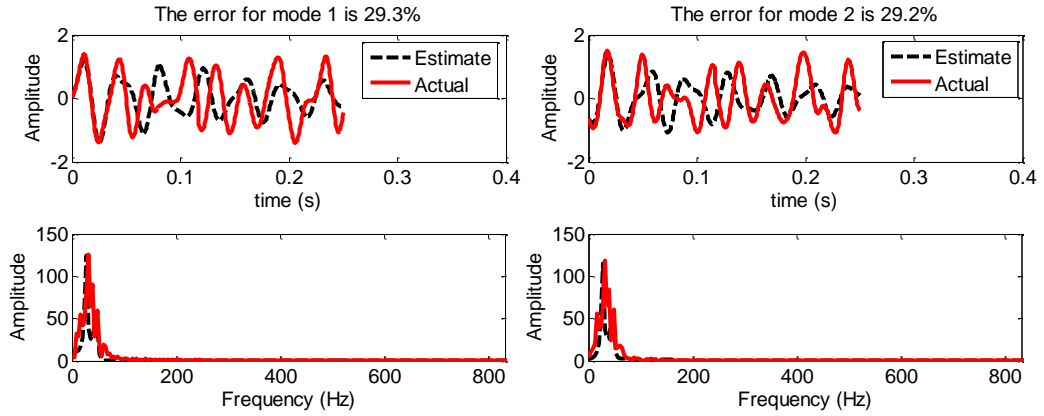 The error for mode 1 is 29.3%
Amplitude
2
0
-2
Estimate
Actual
0
0.1
0.2
0.3
0.4
time (s)
The error for mode 2 is 29.2%
Amplitude
2
0
-2
Estimate
Actual
0
0.1
0.2
0.3
0.4
time (s)
Amplitude
150
100
50
0
0
200
400
600
800
Frequency (Hz)
Amplitude
150
100
50
0
0
200
400
600
800
Frequency (Hz)